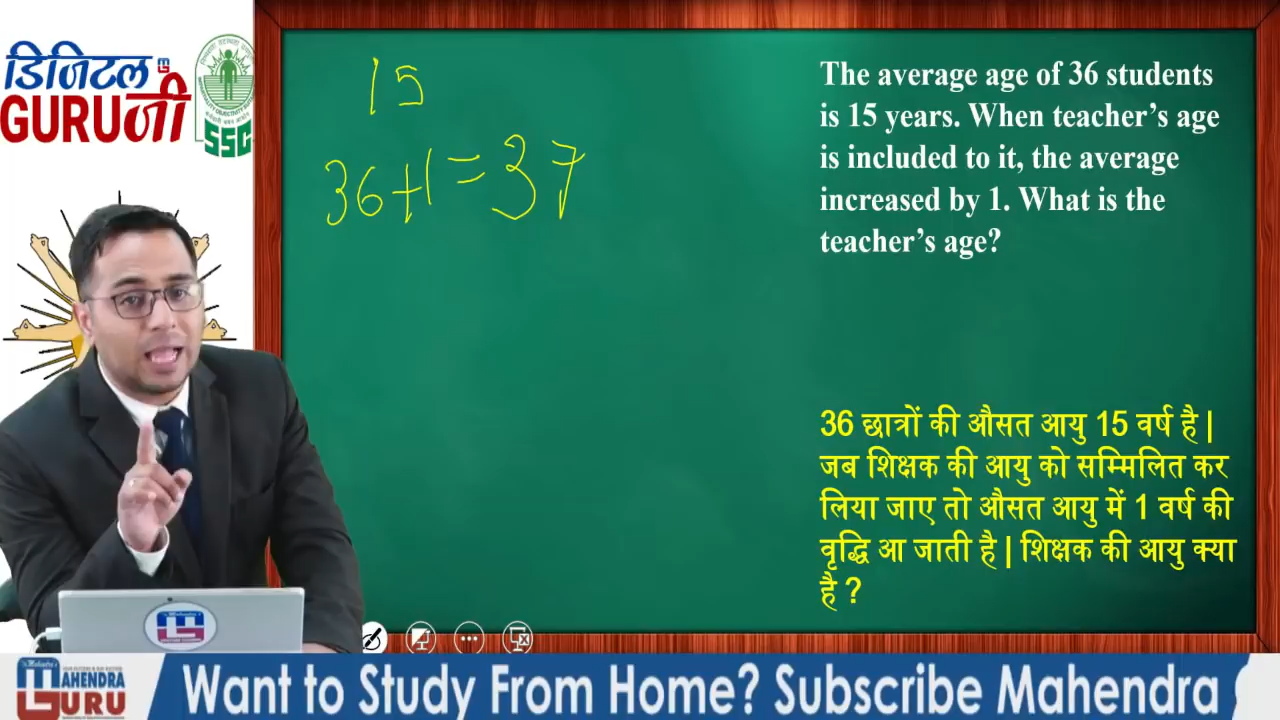 डिजिटल
GURUजी
SSC
15
36+1=37
The average age of 36 students
is 15 years. When teacher's age
is included to it, the average
increased by 1. What is the
teacher's age?
36 छात्रों की औसत आयु 15 वर्ष है |
जब शिक्षक की आयु को सम्मिलित कर
लिया जाए तो औसत आयु में 1 वर्ष की
वृद्धि आ जाती है | शिक्षक की आयु क्या
है ?
MAHENDRA
GURU
Want to Study From Home? Subscribe Mahendra